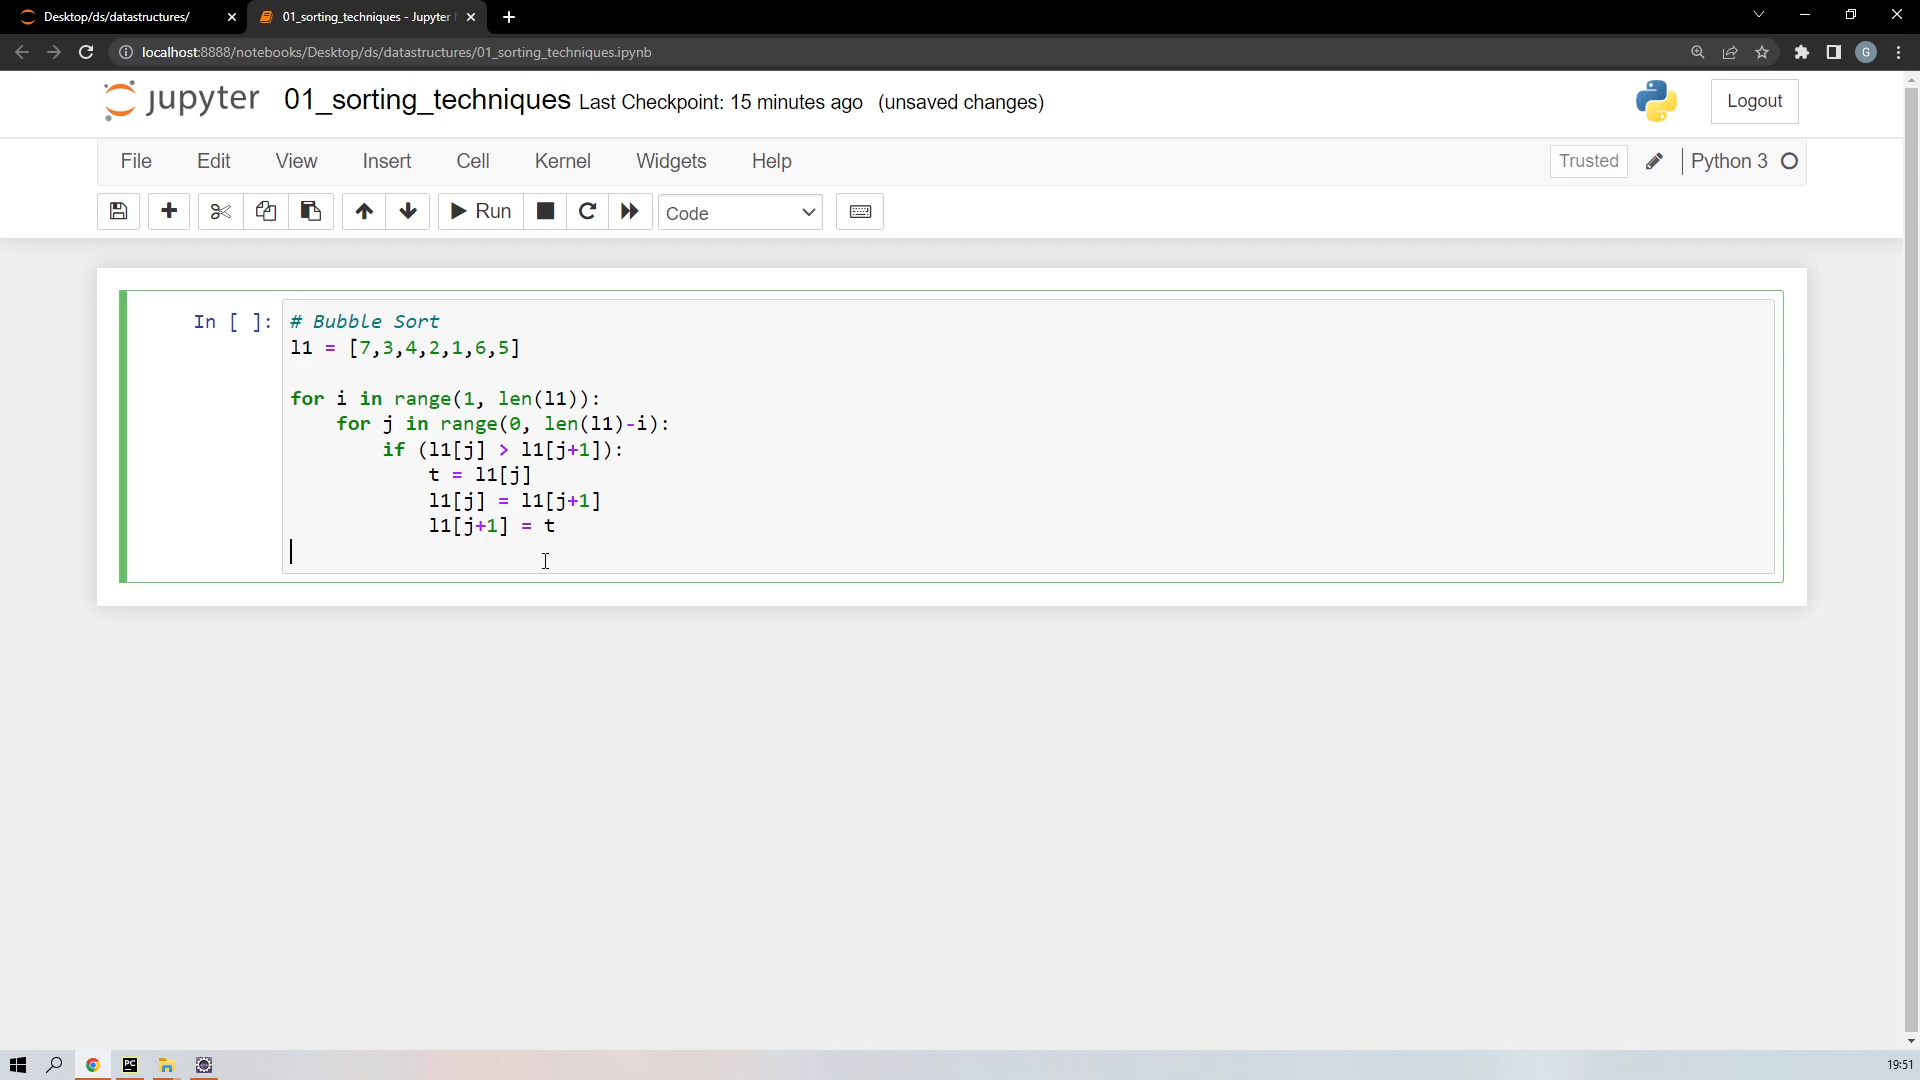 Desktop/ds/datastructures/
01_sorting_techniques - Jupyter
localhost:8888/notebooks/Desktop/ds/datastructures/01_sorting_techniques.ipynb
G
jupyter 01_sorting_techniques Last Checkpoint: 15 minutes ago (unsaved changes)
Logout
File Edit View Insert Cell Kernel Widgets Help
Trusted Python 3
Run Code
In [ ]: # Bubble Sort
l1 = [7,3,4,2,1,6,5]
for i in range(1, len(l1)):
for j in range(0, len(l1)-i):
if (l1[j] > l1[j+1]):
t = l1[j]
l1[j] = l1[j+1]
l1[j+1] = t
PC
19:51